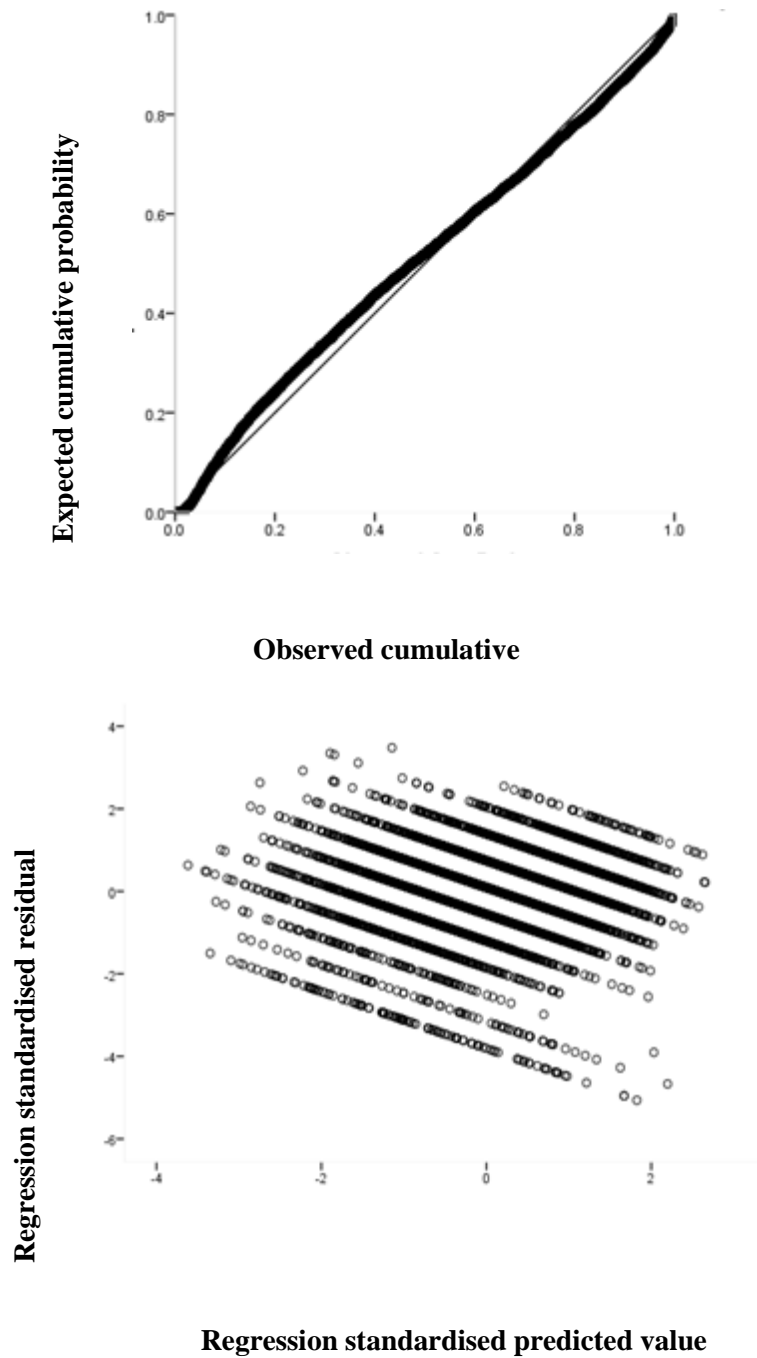 Expected cumulative probability
1.0
0.8
0.6
0.4
0.2
0.0
0.0 0.2 0.4 0.6 0.8 1.0
Observed cumulative
Regression standardised residual
4
2
0
-2
-4
-6
-4 -2 0 2
Regression standardised predicted value